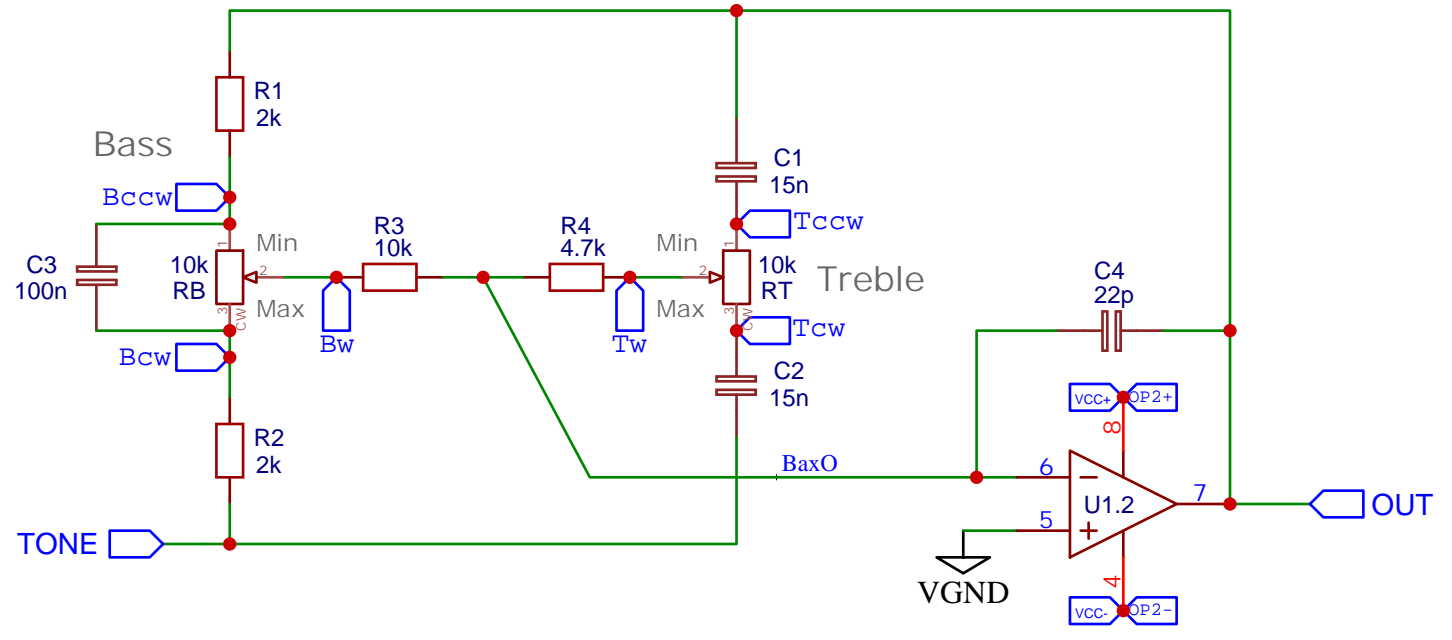 R1
2k
Bass
Bccw
C3
100n
1
10k
RB
2
3
CW
Min
Max
Bcw
R2
2k
TONE
R3
10k
Bw
R4
4.7k
Tw
C1
15n
Tccw
Min
Max
1
2
10k
RT
3
CW
Treble
Tcw
C2
15n
BaxO
C4
22p
VCC+ OP2+
8
6
U1.2
5
7
OUT
4
VGND
VCC- OP2-